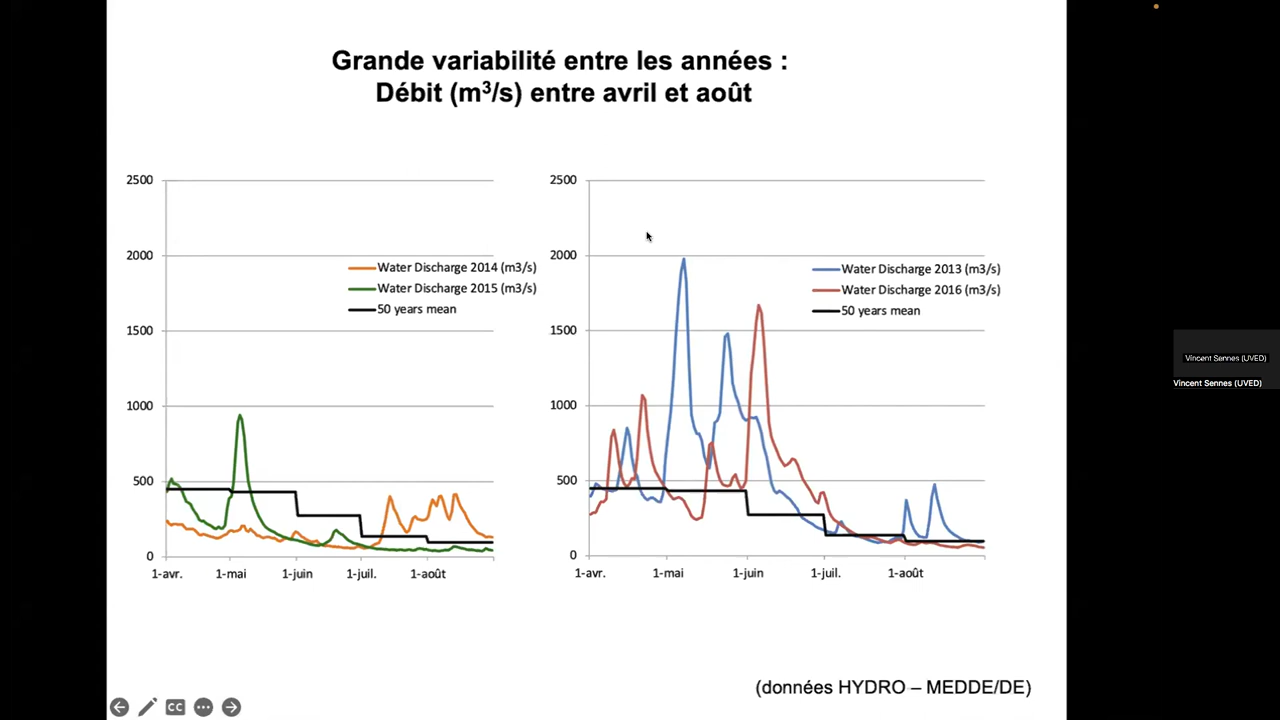 Grande variabilité entre les années :
Débit (m³/s) entre avril et août
2500
2000
1500
1000
500
0
1-avr.
1-mai
1-juin
1-juil.
1-août
Water Discharge 2014 (m3/s)
Water Discharge 2015 (m3/s)
50 years mean
2500
2000
1500
1000
500
0
1-avr.
1-mai
1-juin
1-juil.
1-août
Water Discharge 2013 (m3/s)
Water Discharge 2016 (m3/s)
50 years mean
Vincent Sennes (UVED)
Vincent Sennes (UVED)
(données HYDRO – MEDDE/DE)
CC